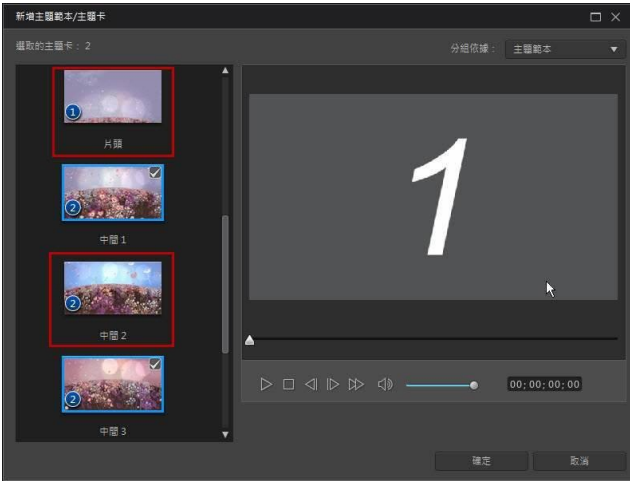 新增主題範本/主題卡
選取的主題卡: 2
分組依據: 主題範本
1
片頭
2
中間 1
2
中間 2
2
中間 3
1
00;00;00;00
確定
取消